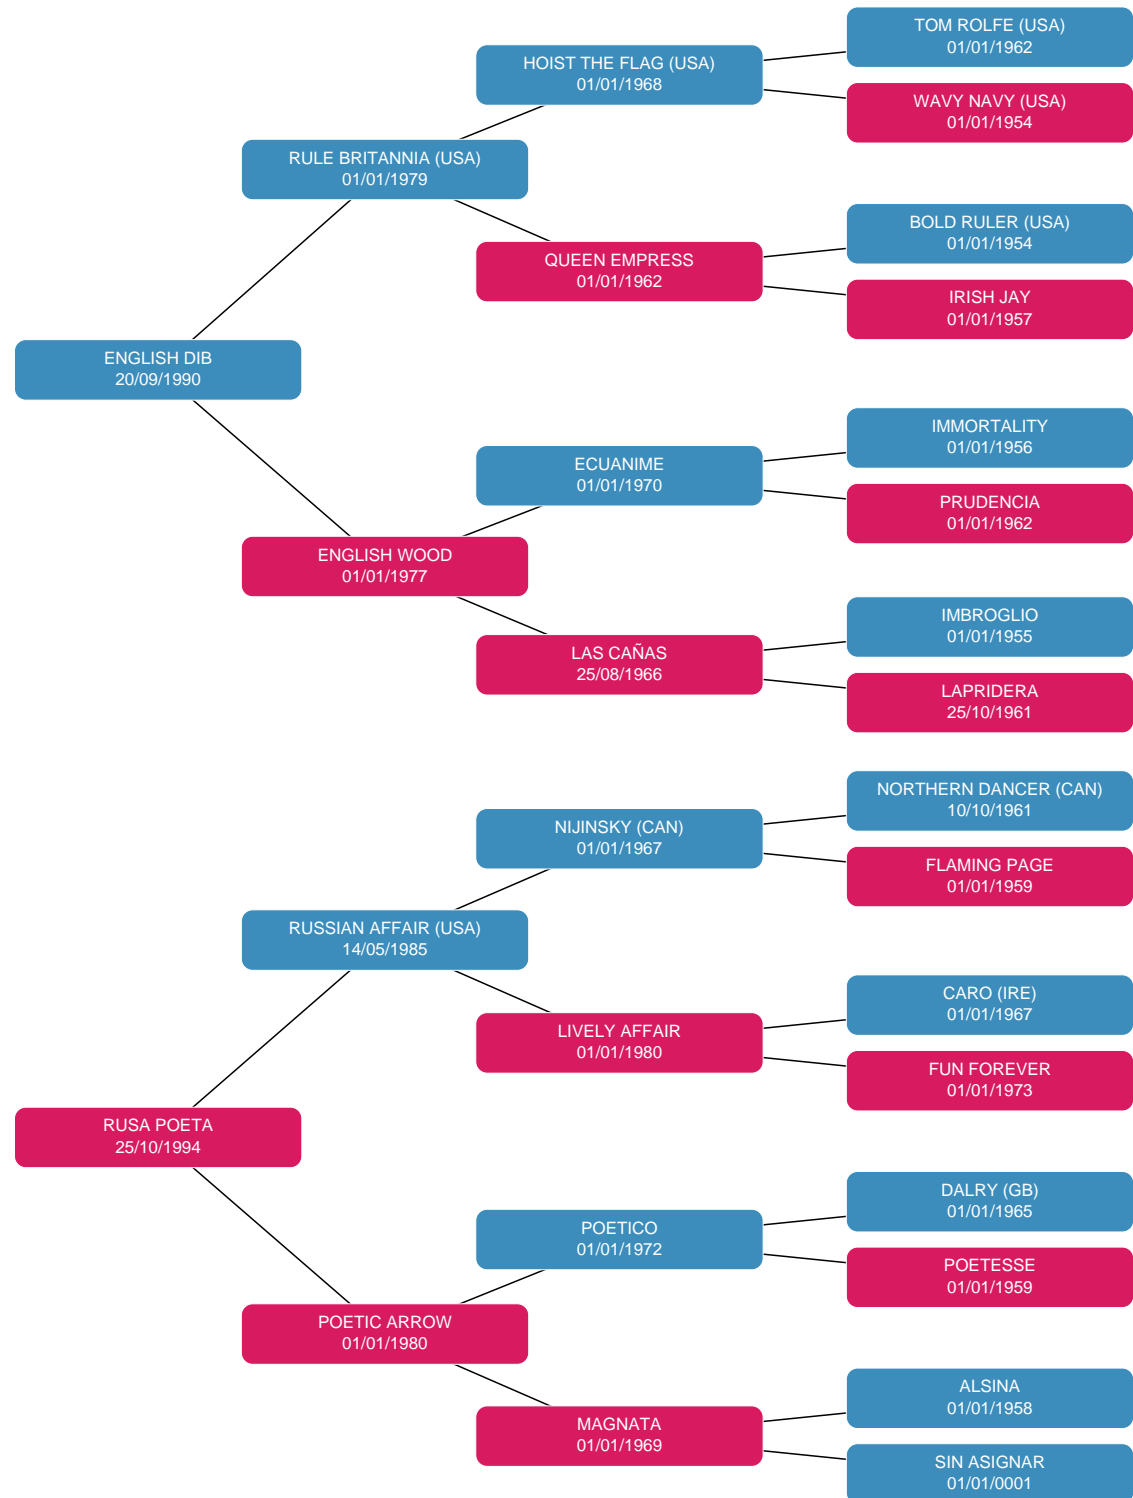 TOM ROLFE (USA)
01/01/1962
HOIST THE FLAG (USA)
01/01/1968
WAVY NAVY (USA)
01/01/1954
RULE BRITANNIA (USA)
01/01/1979
BOLD RULER (USA)
01/01/1954
QUEEN EMPRESS
01/01/1962
IRISH JAY
01/01/1957
ENGLISH DIB
20/09/1990
IMMORTALITY
01/01/1956
ECUANIME
01/01/1970
PRUDENCIA
01/01/1962
ENGLISH WOOD
01/01/1977
IMBROGLIO
01/01/1955
LAS CAÑAS
25/08/1966
LAPRIDERA
25/10/1961
NORTHERN DANCER (CAN)
10/10/1961
NIJINSKY (CAN)
01/01/1967
FLAMING PAGE
01/01/1959
RUSSIAN AFFAIR (USA)
14/05/1985
CARO (IRE)
01/01/1967
LIVELY AFFAIR
01/01/1980
FUN FOREVER
01/01/1973
RUSA POETA
25/10/1994
DALRY (GB)
01/01/1965
POETICO
01/01/1972
POETESSE
01/01/1959
POETIC ARROW
01/01/1980
ALSINA
01/01/1958
MAGNATA
01/01/1969
SIN ASIGNAR
01/01/0001